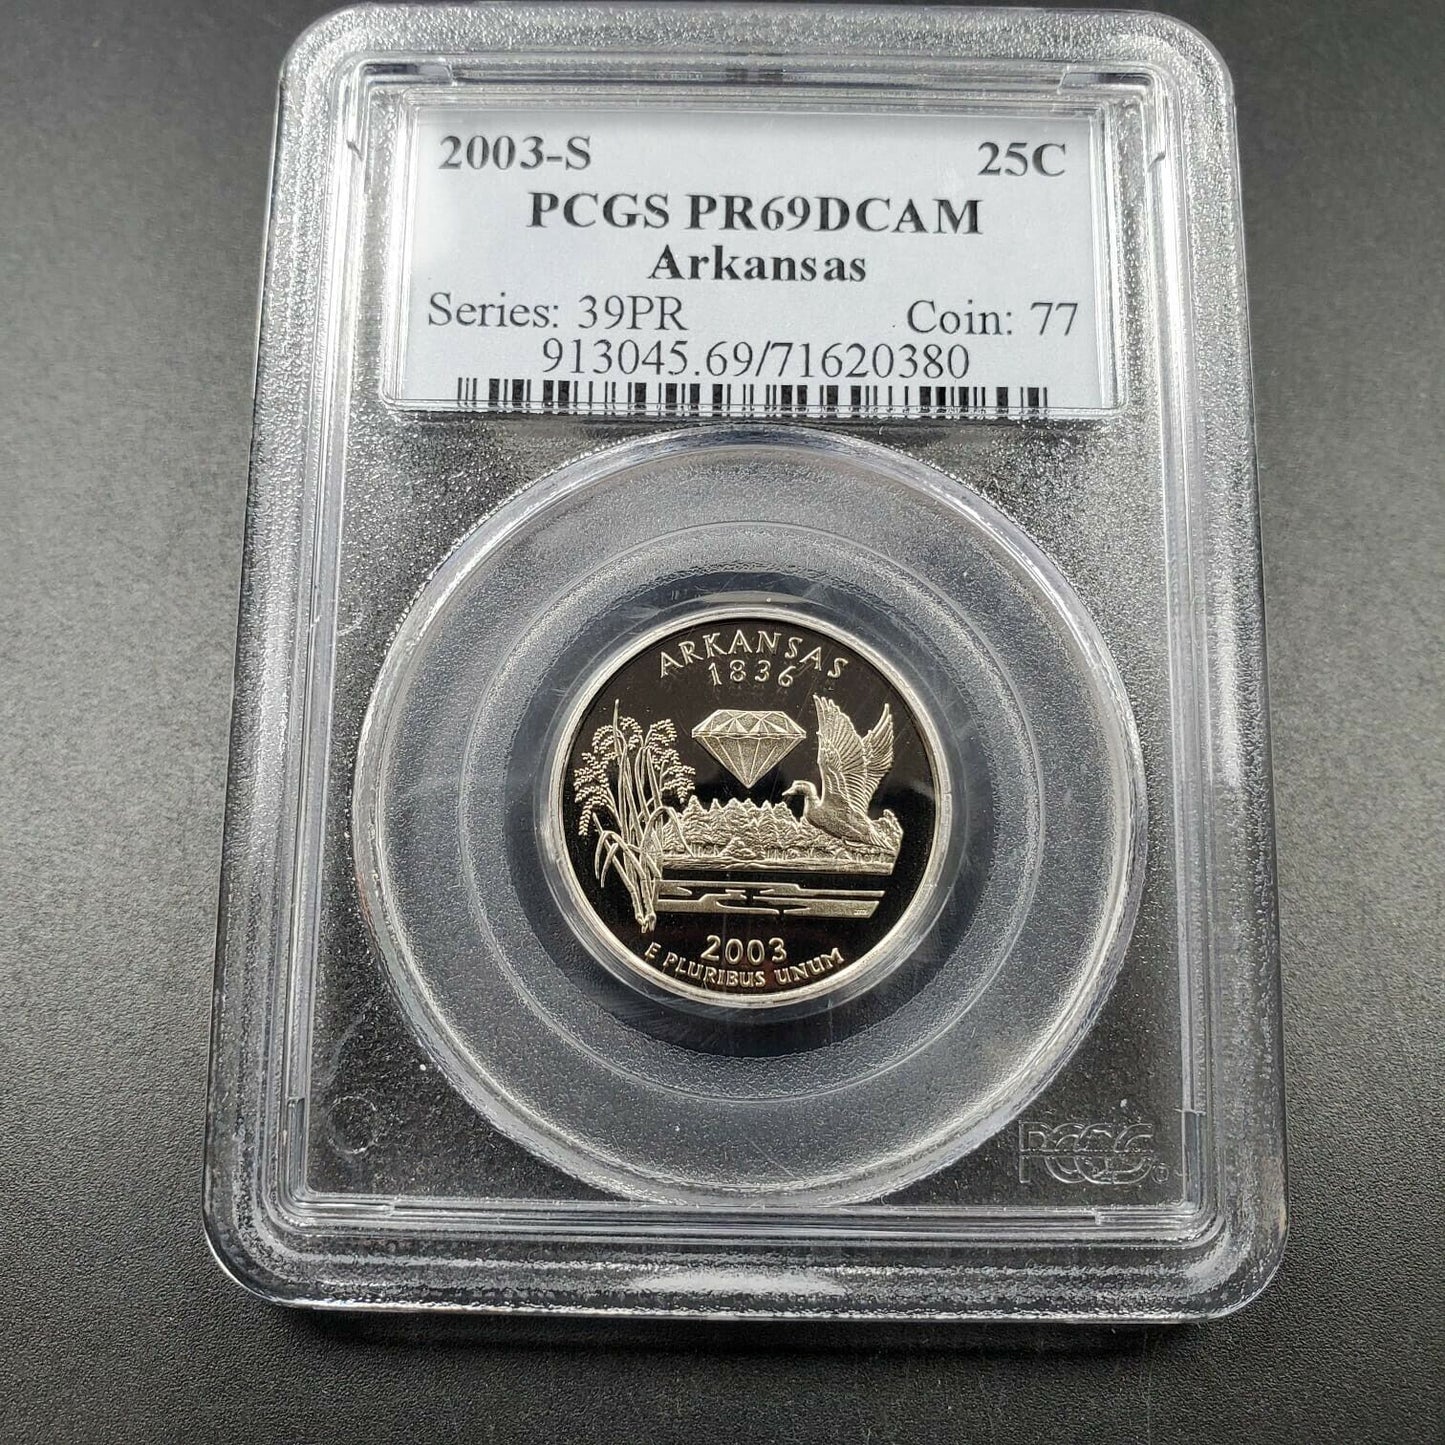 2003-S 25C
PCGS PR69DCAM
Arkansas
Series: 39PR Coin: 77
913045.69/71620380
ARKANSAS
1836
2003
E PLURIBUS UNUM
PCGS